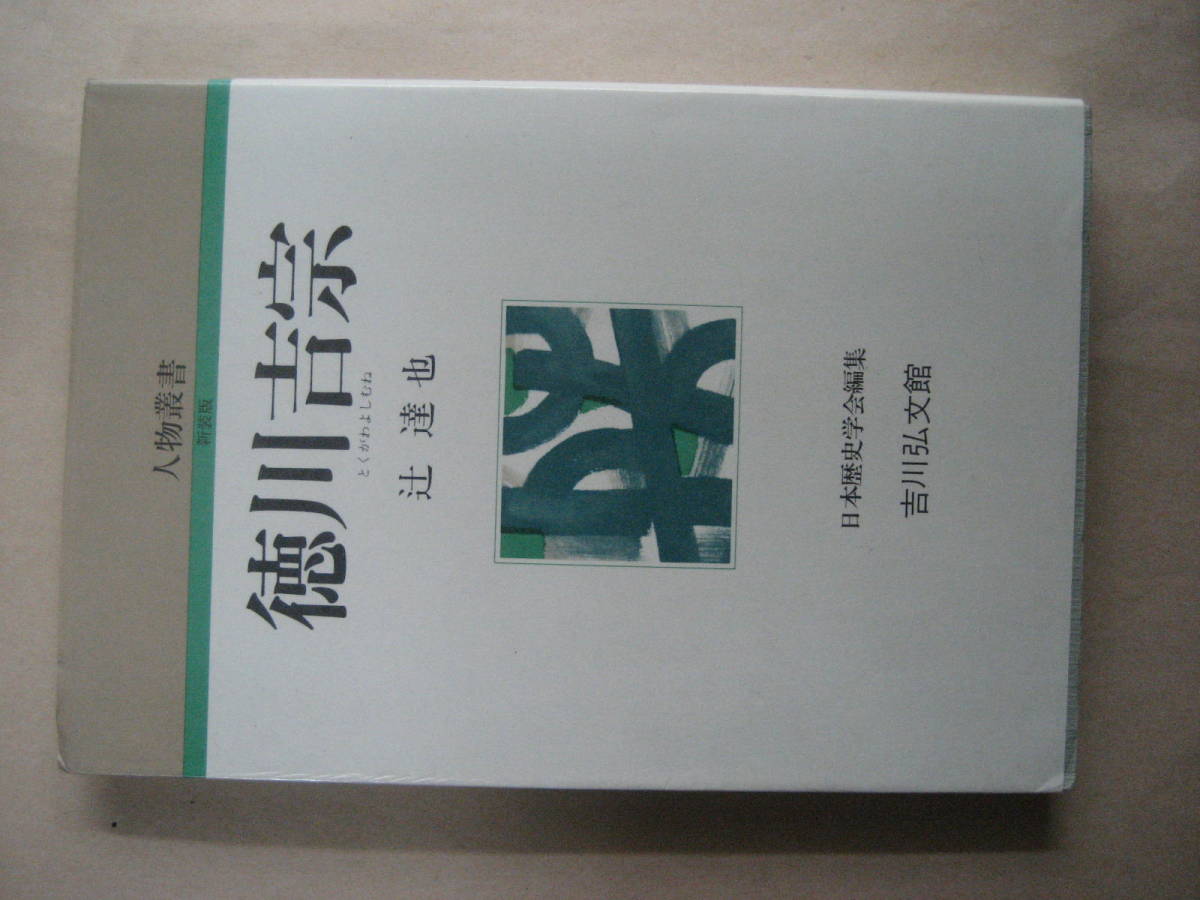 人物叢書
新装版
徳川吉宗
とくがわよしむね
辻達也
日本歴史学会編集
吉川弘文館